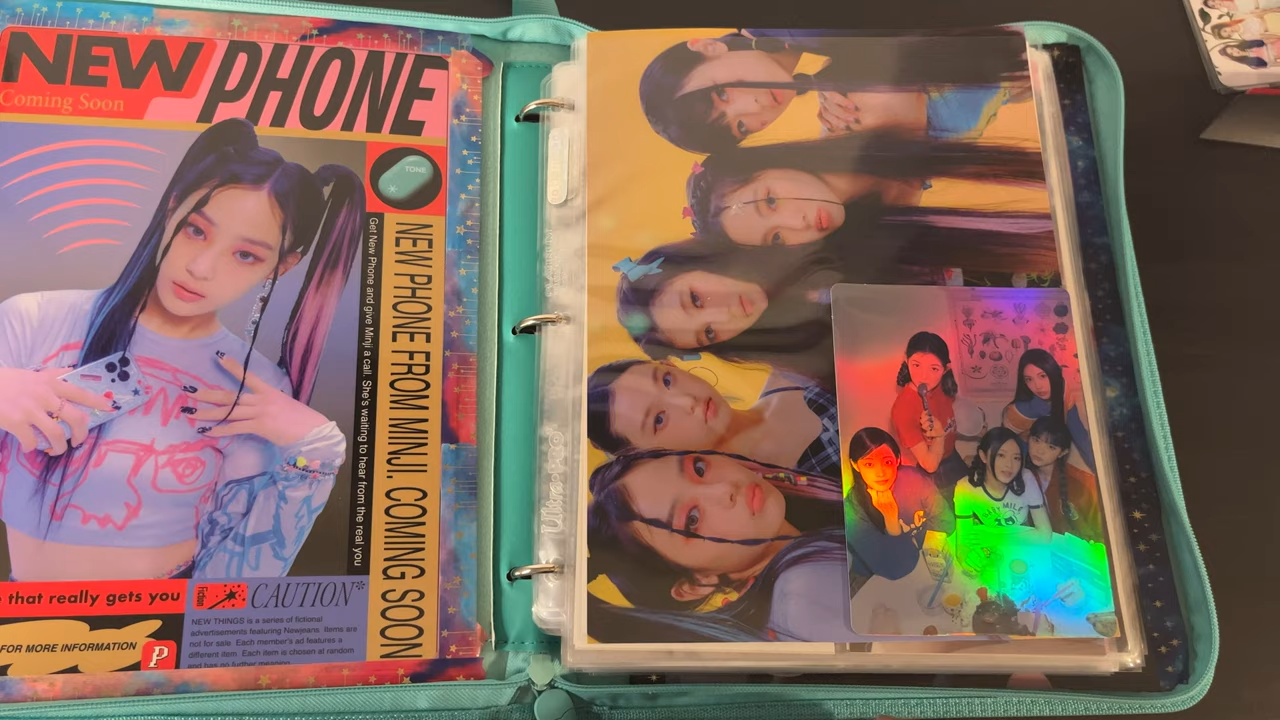 NEW PHONE
Coming Soon
TONE
*
NEW PHONE FROM MINJI. COMING SOON
Get New Phone and give Minji a call. She's waiting to hear from the real you
that really gets you
FOR MORE INFORMATION
P
Fiction
CAUTION*
NEW THINGS is a series of fictional
advertisements featuring Newjeans. Items are
not for sale. Each member's ad features a
different item. Each item is chosen at random
and has no further meaning.
Ultra·PRO